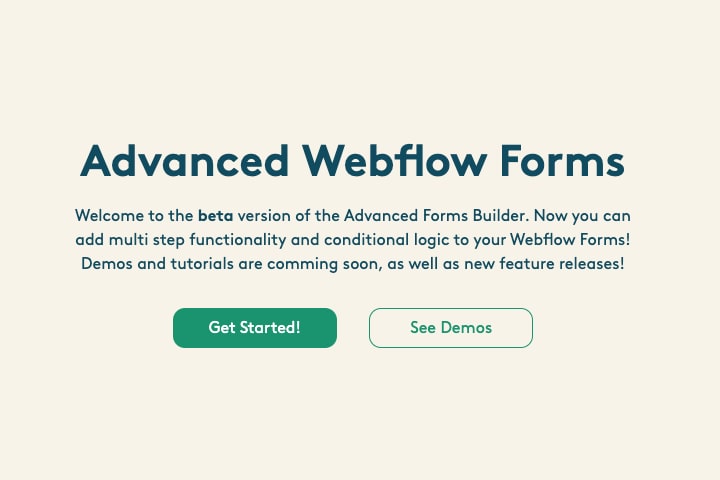 Advanced Webflow Forms
Welcome to the beta version of the Advanced Forms Builder. Now you can
add multi step functionality and conditional logic to your Webflow Forms!
Demos and tutorials are comming soon, as well as new feature releases!
Get Started!
See Demos